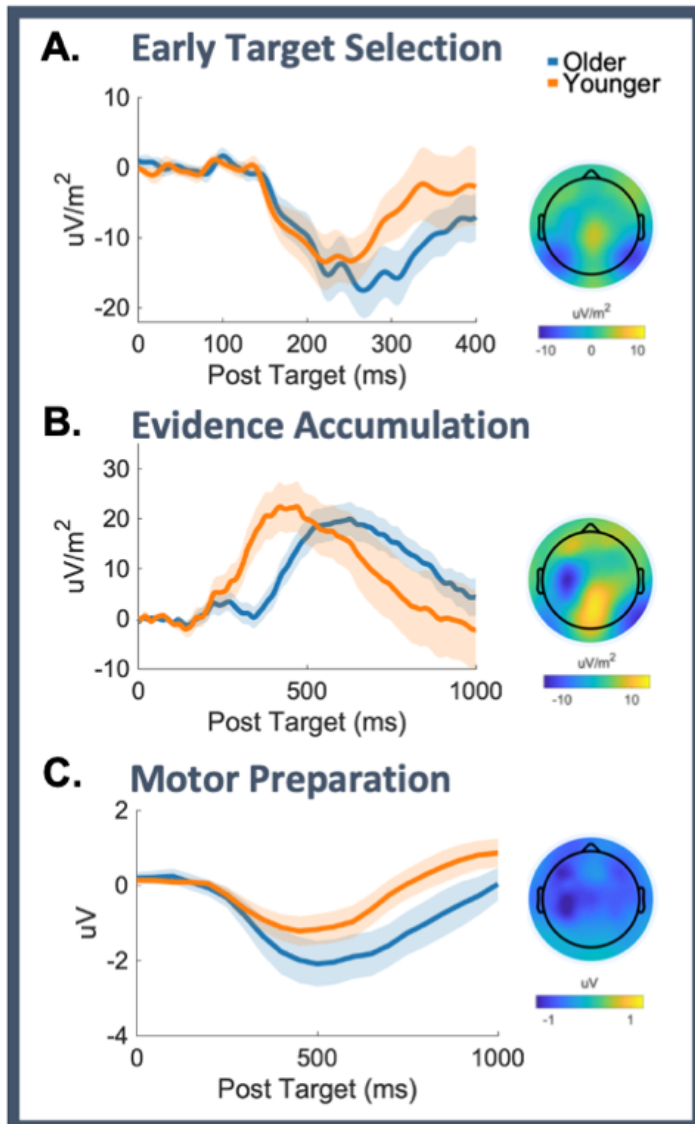 A. Early Target Selection
Older
Younger
10
0
-10
-20
uV/m²
0 100 200 300 400
Post Target (ms)
uV/m²
-10 0 10
B. Evidence Accumulation
30
20
10
0
-10
uV/m²
0 500 1000
Post Target (ms)
uV/m²
-10 10
C. Motor Preparation
2
0
-2
-4
uV
0 500 1000
Post Target (ms)
uV
-1 1